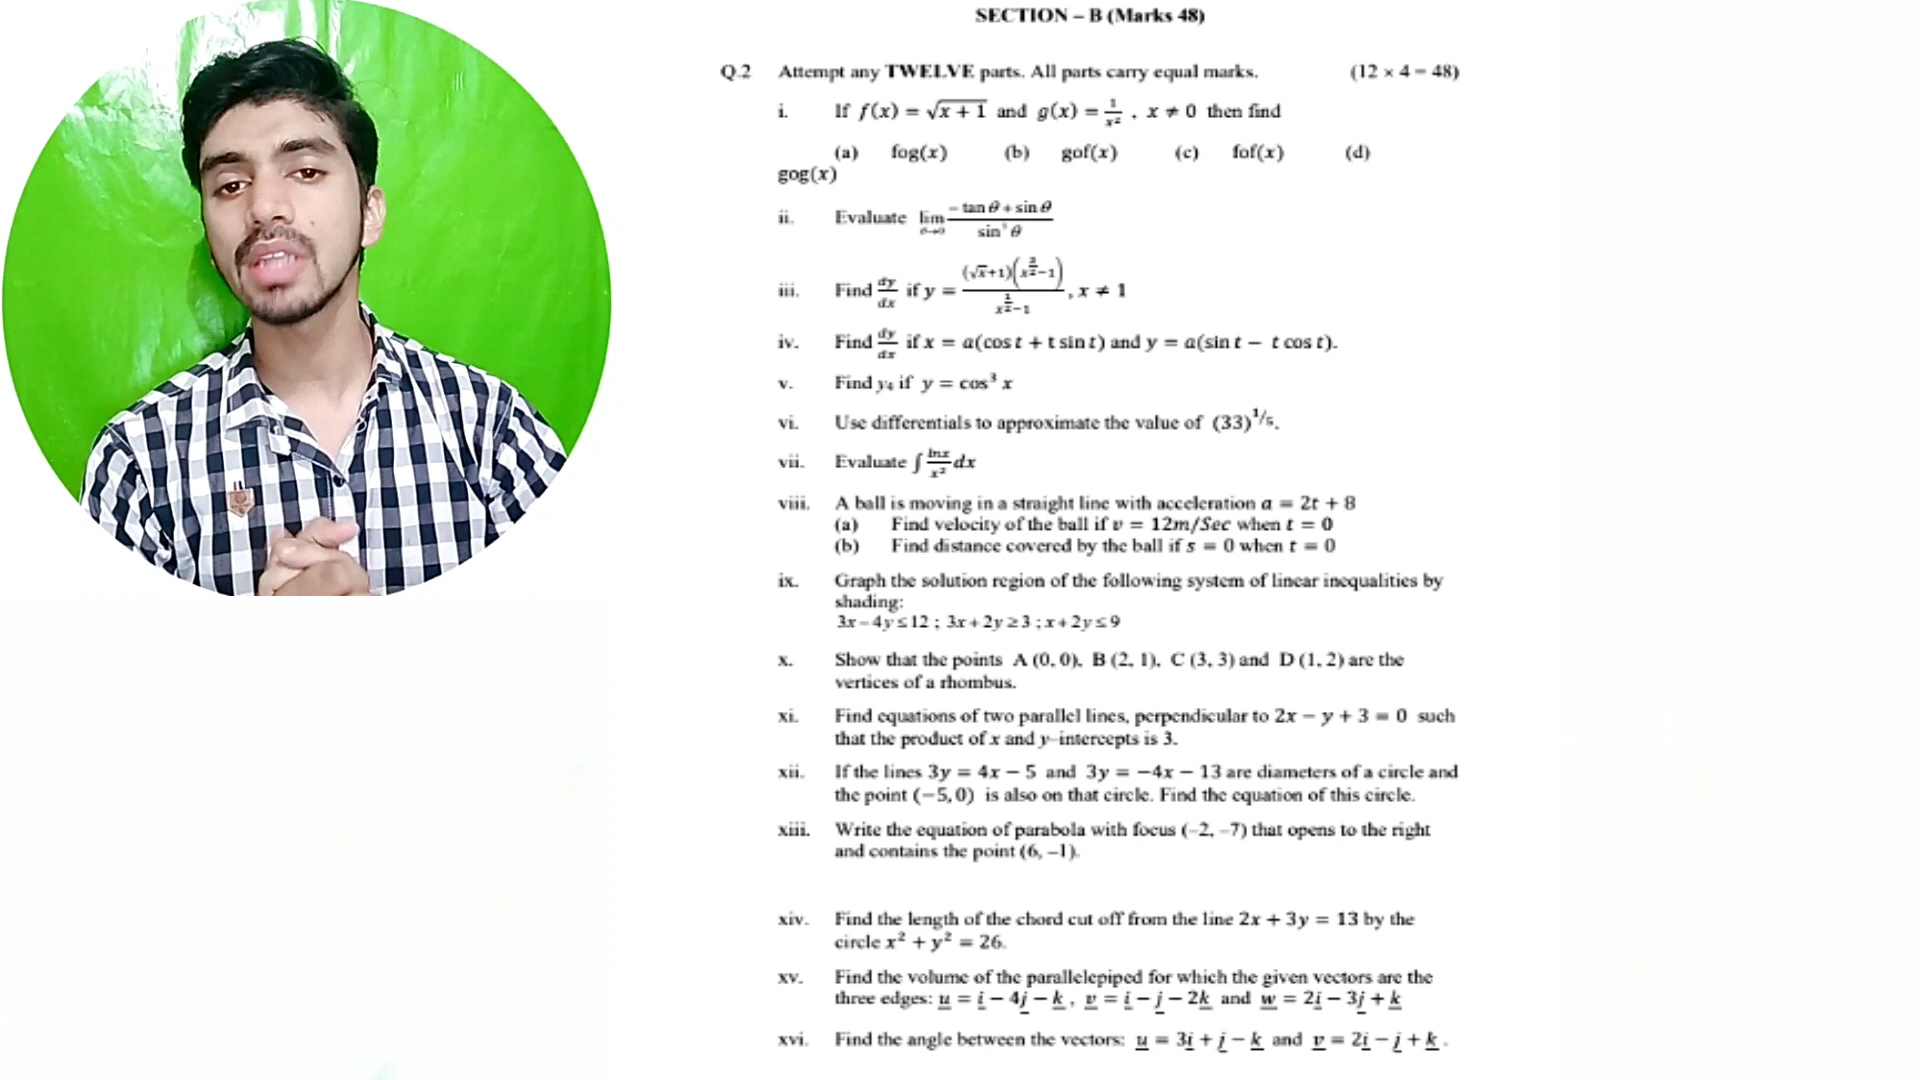 SECTION – B (Marks 48)
Q.2 Attempt any TWELVE parts. All parts carry equal marks. (12 × 4 = 48)
i. If f(x) = √(x + 1) and g(x) = 1/x², x ≠ 0 then find
(a) fog(x) (b) gof(x) (c) fof(x) (d)
gog(x)
ii. Evaluate lim θ→0 (− tan θ + sin θ)/(sin³ θ)
iii. Find dy/dx if y = (√x+1)(x^(3/2)−1)/(x^(1/2)−1), x ≠ 1
iv. Find dy/dx if x = a(cos t + t sin t) and y = a(sin t − t cos t).
v. Find y₄ if y = cos³ x
vi. Use differentials to approximate the value of (33)^1/5.
vii. Evaluate ∫ lnx/x² dx
viii. A ball is moving in a straight line with acceleration a = 2t + 8
(a) Find velocity of the ball if v = 12m/Sec when t = 0
(b) Find distance covered by the ball if s = 0 when t = 0
ix. Graph the solution region of the following system of linear inequalities by
shading:
3x − 4y ≤ 12 ; 3x + 2y ≥ 3 ; x + 2y ≤ 9
x. Show that the points A (0, 0), B (2, 1), C (3, 3) and D (1, 2) are the
vertices of a rhombus.
xi. Find equations of two parallel lines, perpendicular to 2x − y + 3 = 0 such
that the product of x and y–intercepts is 3.
xii. If the lines 3y = 4x − 5 and 3y = −4x − 13 are diameters of a circle and
the point (−5, 0) is also on that circle. Find the equation of this circle.
xiii. Write the equation of parabola with focus (–2, –7) that opens to the right
and contains the point (6, –1).
xiv. Find the length of the chord cut off from the line 2x + 3y = 13 by the
circle x² + y² = 26.
xv. Find the volume of the parallelepiped for which the given vectors are the
three edges: u = i − 4j − k , v = i − j − 2k and w = 2i − 3j + k
xvi. Find the angle between the vectors: u = 3i + j − k and v = 2i − j + k .